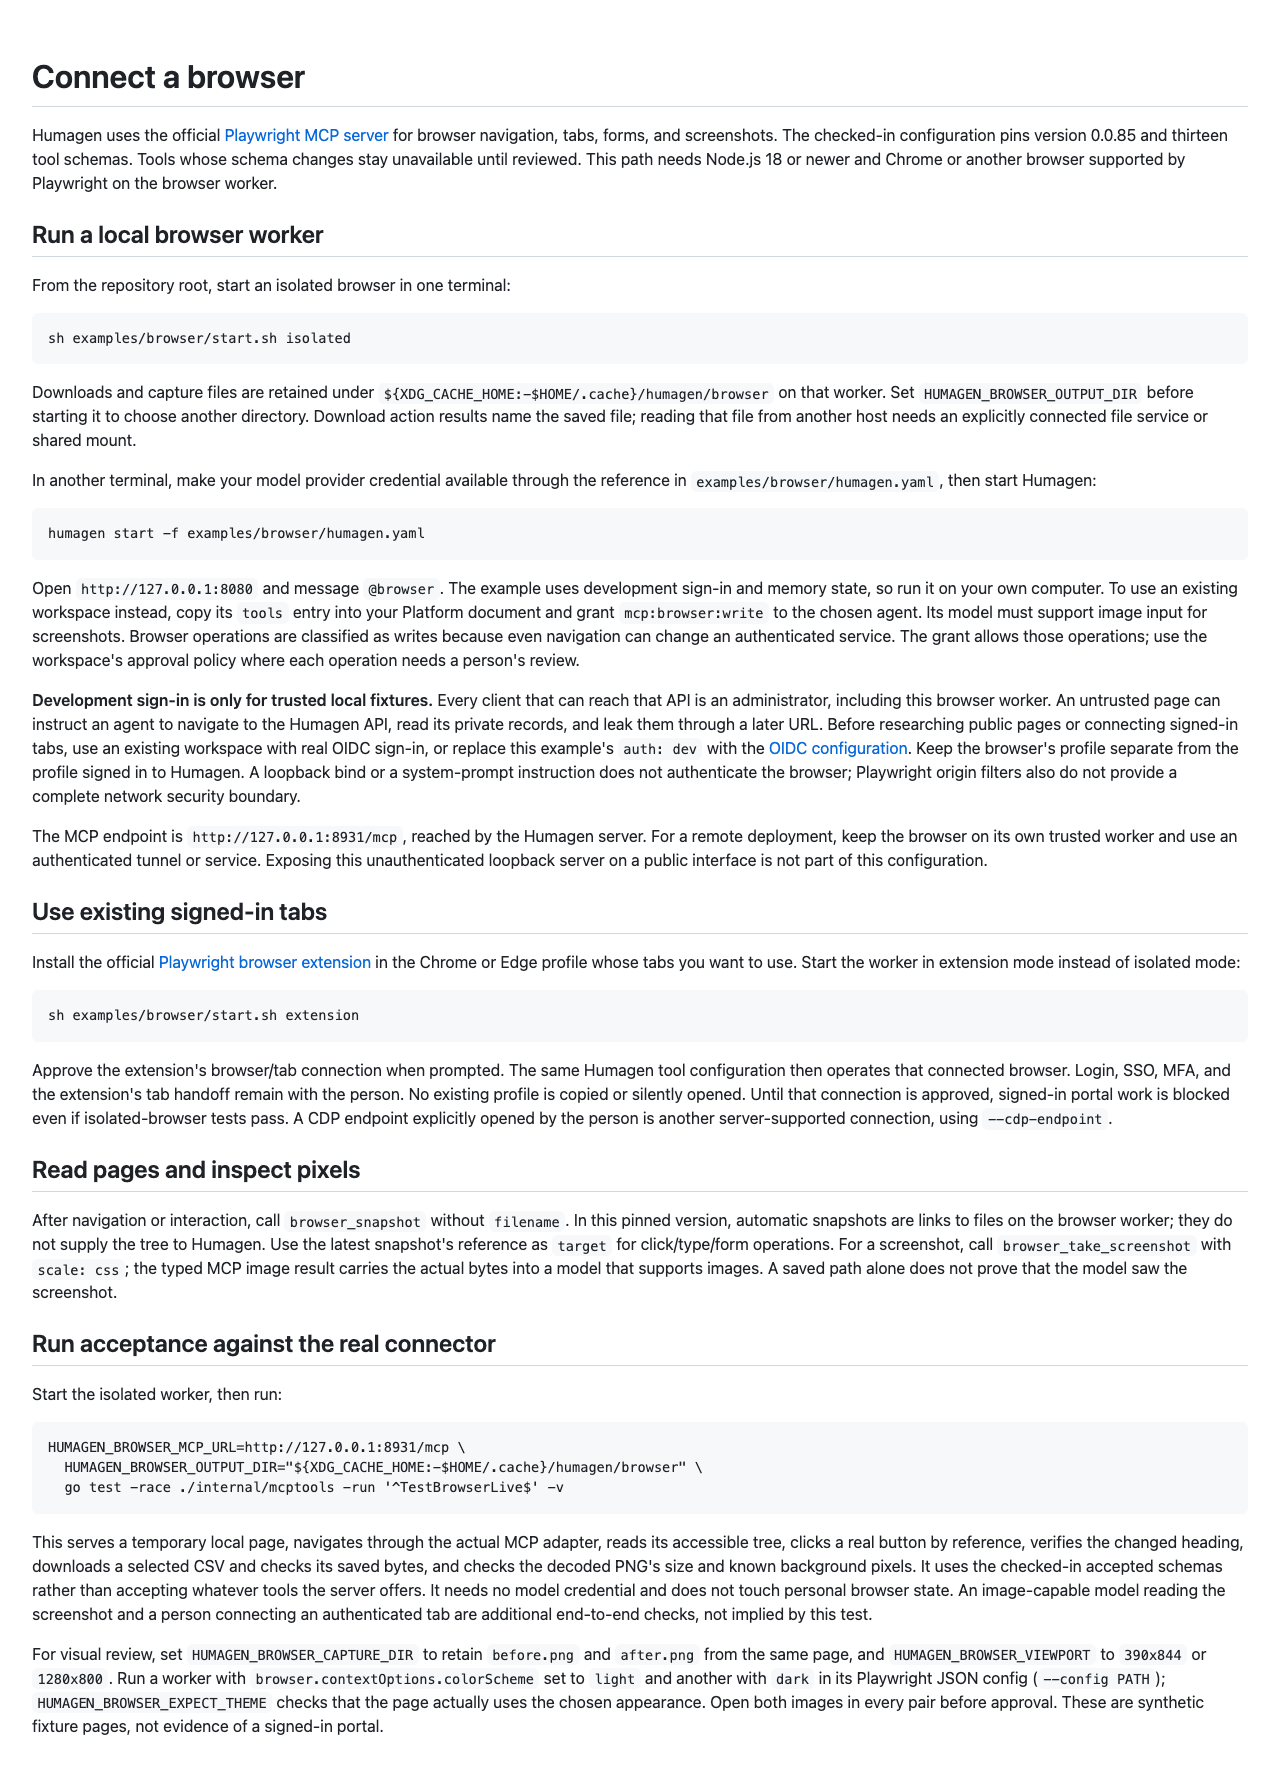 Connect a browser
Humagen uses the official Playwright MCP server for browser navigation, tabs, forms, and screenshots. The checked-in configuration pins version 0.0.85 and thirteen
tool schemas. Tools whose schema changes stay unavailable until reviewed. This path needs Node.js 18 or newer and Chrome or another browser supported by
Playwright on the browser worker.
Run a local browser worker
From the repository root, start an isolated browser in one terminal:
sh examples/browser/start.sh isolated
Downloads and capture files are retained under ${XDG_CACHE_HOME:-$HOME/.cache}/humagen/browser on that worker. Set HUMAGEN_BROWSER_OUTPUT_DIR before
starting it to choose another directory. Download action results name the saved file; reading that file from another host needs an explicitly connected file service or
shared mount.
In another terminal, make your model provider credential available through the reference in examples/browser/humagen.yaml , then start Humagen:
humagen start -f examples/browser/humagen.yaml
Open http://127.0.0.1:8080 and message @browser . The example uses development sign-in and memory state, so run it on your own computer. To use an existing
workspace instead, copy its tools entry into your Platform document and grant mcp:browser:write to the chosen agent. Its model must support image input for
screenshots. Browser operations are classified as writes because even navigation can change an authenticated service. The grant allows those operations; use the
workspace's approval policy where each operation needs a person's review.
Development sign-in is only for trusted local fixtures. Every client that can reach that API is an administrator, including this browser worker. An untrusted page can
instruct an agent to navigate to the Humagen API, read its private records, and leak them through a later URL. Before researching public pages or connecting signed-in
tabs, use an existing workspace with real OIDC sign-in, or replace this example's auth: dev with the OIDC configuration. Keep the browser's profile separate from the
profile signed in to Humagen. A loopback bind or a system-prompt instruction does not authenticate the browser; Playwright origin filters also do not provide a
complete network security boundary.
The MCP endpoint is http://127.0.0.1:8931/mcp , reached by the Humagen server. For a remote deployment, keep the browser on its own trusted worker and use an
authenticated tunnel or service. Exposing this unauthenticated loopback server on a public interface is not part of this configuration.
Use existing signed-in tabs
Install the official Playwright browser extension in the Chrome or Edge profile whose tabs you want to use. Start the worker in extension mode instead of isolated mode:
sh examples/browser/start.sh extension
Approve the extension's browser/tab connection when prompted. The same Humagen tool configuration then operates that connected browser. Login, SSO, MFA, and
the extension's tab handoff remain with the person. No existing profile is copied or silently opened. Until that connection is approved, signed-in portal work is blocked
even if isolated-browser tests pass. A CDP endpoint explicitly opened by the person is another server-supported connection, using --cdp-endpoint .
Read pages and inspect pixels
After navigation or interaction, call browser_snapshot without filename . In this pinned version, automatic snapshots are links to files on the browser worker; they do
not supply the tree to Humagen. Use the latest snapshot's reference as target for click/type/form operations. For a screenshot, call browser_take_screenshot with
scale: css ; the typed MCP image result carries the actual bytes into a model that supports images. A saved path alone does not prove that the model saw the
screenshot.
Run acceptance against the real connector
Start the isolated worker, then run:
HUMAGEN_BROWSER_MCP_URL=http://127.0.0.1:8931/mcp \
HUMAGEN_BROWSER_OUTPUT_DIR="${XDG_CACHE_HOME:-$HOME/.cache}/humagen/browser" \
go test -race ./internal/mcptools -run '^TestBrowserLive$' -v
This serves a temporary local page, navigates through the actual MCP adapter, reads its accessible tree, clicks a real button by reference, verifies the changed heading,
downloads a selected CSV and checks its saved bytes, and checks the decoded PNG's size and known background pixels. It uses the checked-in accepted schemas
rather than accepting whatever tools the server offers. It needs no model credential and does not touch personal browser state. An image-capable model reading the
screenshot and a person connecting an authenticated tab are additional end-to-end checks, not implied by this test.
For visual review, set HUMAGEN_BROWSER_CAPTURE_DIR to retain before.png and after.png from the same page, and HUMAGEN_BROWSER_VIEWPORT to 390x844 or
1280x800 . Run a worker with browser.contextOptions.colorScheme set to light and another with dark in its Playwright JSON config ( --config PATH );
HUMAGEN_BROWSER_EXPECT_THEME checks that the page actually uses the chosen appearance. Open both images in every pair before approval. These are synthetic
fixture pages, not evidence of a signed-in portal.